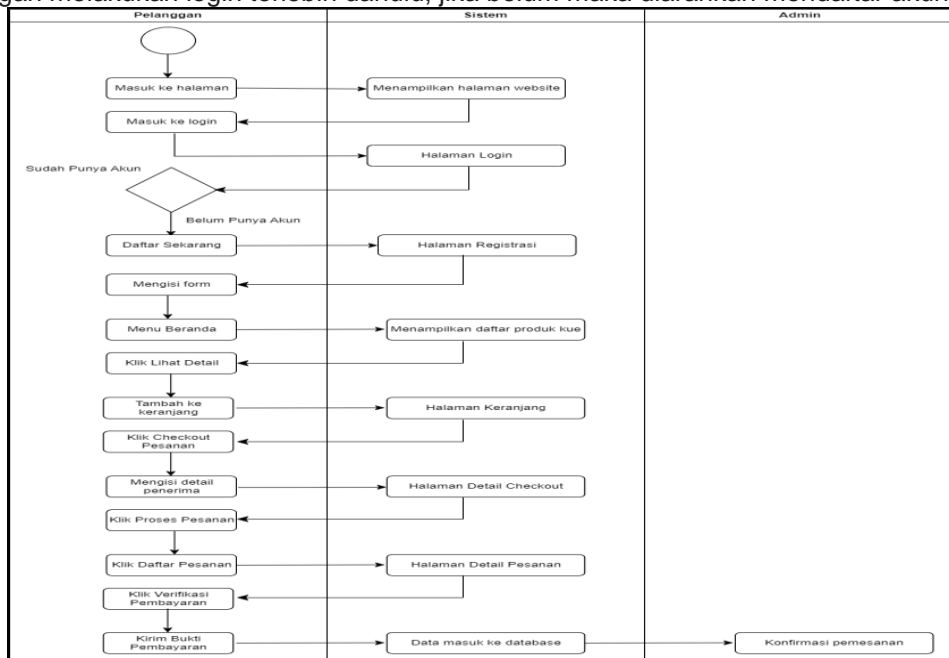 Pelanggan
Sistem
Admin
Masuk ke halaman
Menampilkan halaman website
Masuk ke login
Halaman Login
Sudah Punya Akun
Belum Punya Akun
Daftar Sekarang
Halaman Registrasi
Mengisi form
Menu Beranda
Menampilkan daftar produk kue
Klik Lihat Detail
Tambah ke
keranjang
Halaman Keranjang
Klik Checkout
Pesanan
Mengisi detail
penerima
Halaman Detail Checkout
Klik Proses Pesanan
Klik Daftar Pesanan
Halaman Detail Pesanan
Klik Verifikasi
Pembayaran
Kirim Bukti
Pembayaran
Data masuk ke database
Konfirmasi pemesanan